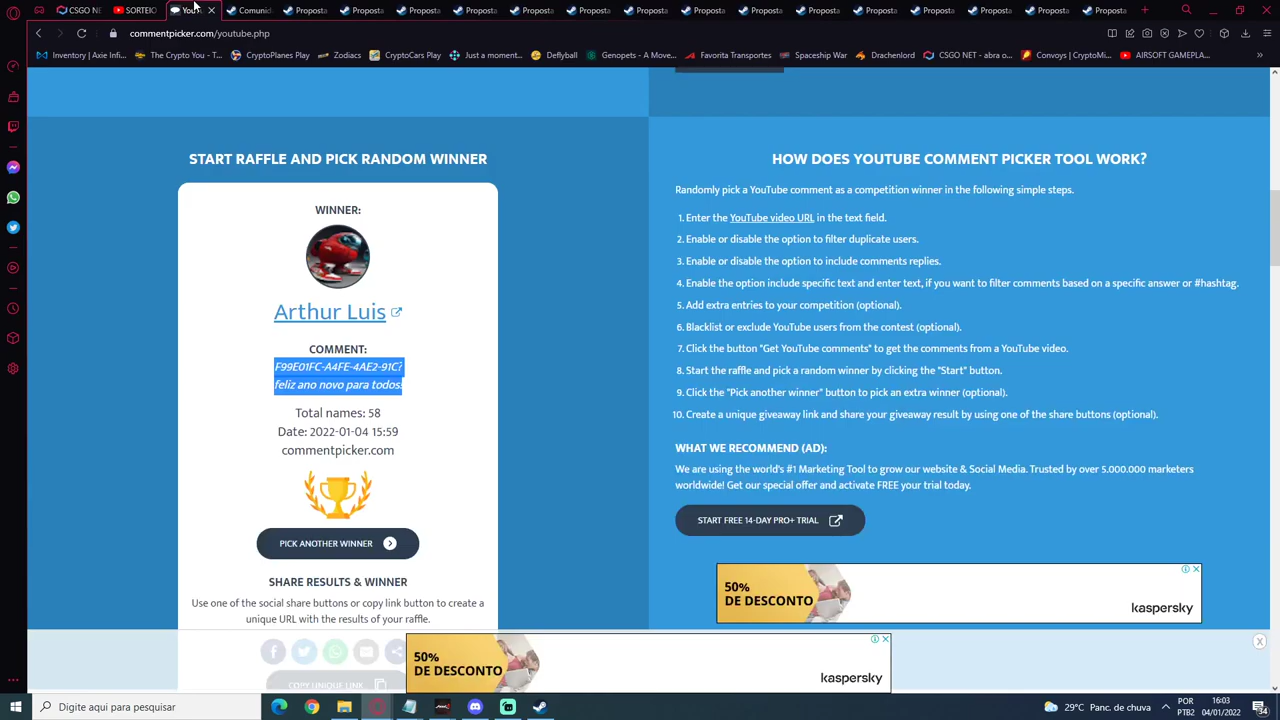 CSGO NE
SORTEIO
YouT
Comunid
Proposta
Proposta
Proposta
Proposta
Proposta
Proposta
Proposta
Proposta
Proposta
Proposta
commentpicker.com/youtube.php
Inventory | Axie Infi...
The Crypto You - T...
CryptoPlanes Play
Zodiacs
CryptoCars Play
Just a moment...
Deflyball
Genopets - A Move...
Favorita Transportes
Spaceship War
Drachenlord
CSGO NET - abra o...
Convoys | CryptoMi...
AIRSOFT GAMEPLA...
START RAFFLE AND PICK RANDOM WINNER
WINNER:
Arthur Luis
COMMENT:
F99E01FC-A4FE-4AE2-91C?
feliz ano novo para todos!
Total names: 58
Date: 2022-01-04 15:59
commentpicker.com
PICK ANOTHER WINNER
SHARE RESULTS & WINNER
Use one of the social share buttons or copy link button to create a
unique URL with the results of your raffle.
COPY UNIQUE LINK
HOW DOES YOUTUBE COMMENT PICKER TOOL WORK?
Randomly pick a YouTube comment as a competition winner in the following simple steps.
1. Enter the YouTube video URL in the text field.
2. Enable or disable the option to filter duplicate users.
3. Enable or disable the option to include comments replies.
4. Enable the option include specific text and enter text, if you want to filter comments based on a specific answer or #hashtag.
5. Add extra entries to your competition (optional).
6. Blacklist or exclude YouTube users from the contest (optional).
7. Click the button "Get YouTube comments" to get the comments from a YouTube video.
8. Start the raffle and pick a random winner by clicking the "Start" button.
9. Click the "Pick another winner" button to pick an extra winner (optional).
10. Create a unique giveaway link and share your giveaway result by using one of the share buttons (optional).
WHAT WE RECOMMEND (AD):
We are using the world's #1 Marketing Tool to grow our website & Social Media. Trusted by over 5.000.000 marketers
worldwide! Get our special offer and activate FREE your trial today.
START FREE 14-DAY PRO+ TRIAL
50%
DE DESCONTO
kaspersky
50%
DE DESCONTO
kaspersky
Digite aqui para pesquisar
29°C Panc. de chuva
POR
PTB2
16:03
04/01/2022
34